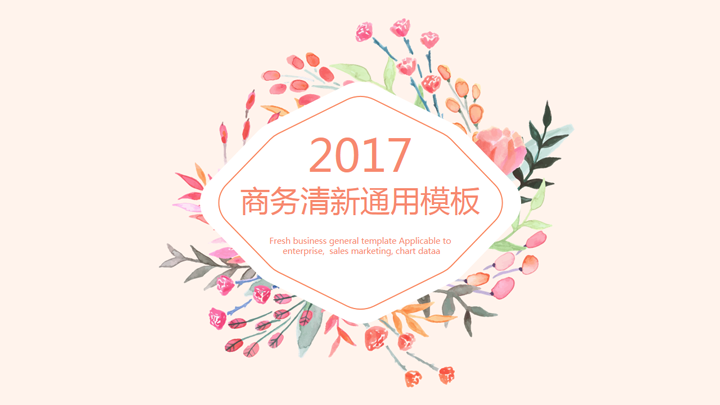 2017
商务清新通用模板
Fresh business general template Applicable to
enterprise, sales marketing, chart dataa